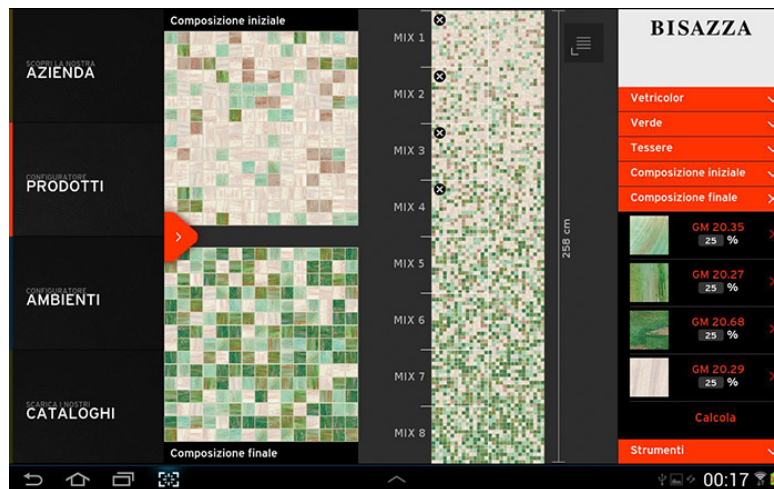 SCOPRI LA NOSTRA
AZIENDA
CONFIGURATORE
PRODOTTI
CONFIGURATORE
AMBIENTI
SCARICA I NOSTRI
CATALOGHI
Composizione iniziale
Composizione finale
MIX 1
MIX 2
MIX 3
MIX 4
MIX 5
MIX 6
MIX 7
MIX 8
258 cm
BISAZZA
Vetricolor
Verde
Tessere
Composizione iniziale
Composizione finale
GM 20.35
25 %
GM 20.27
25 %
GM 20.68
25 %
GM 20.29
25 %
Calcola
Strumenti
00:17